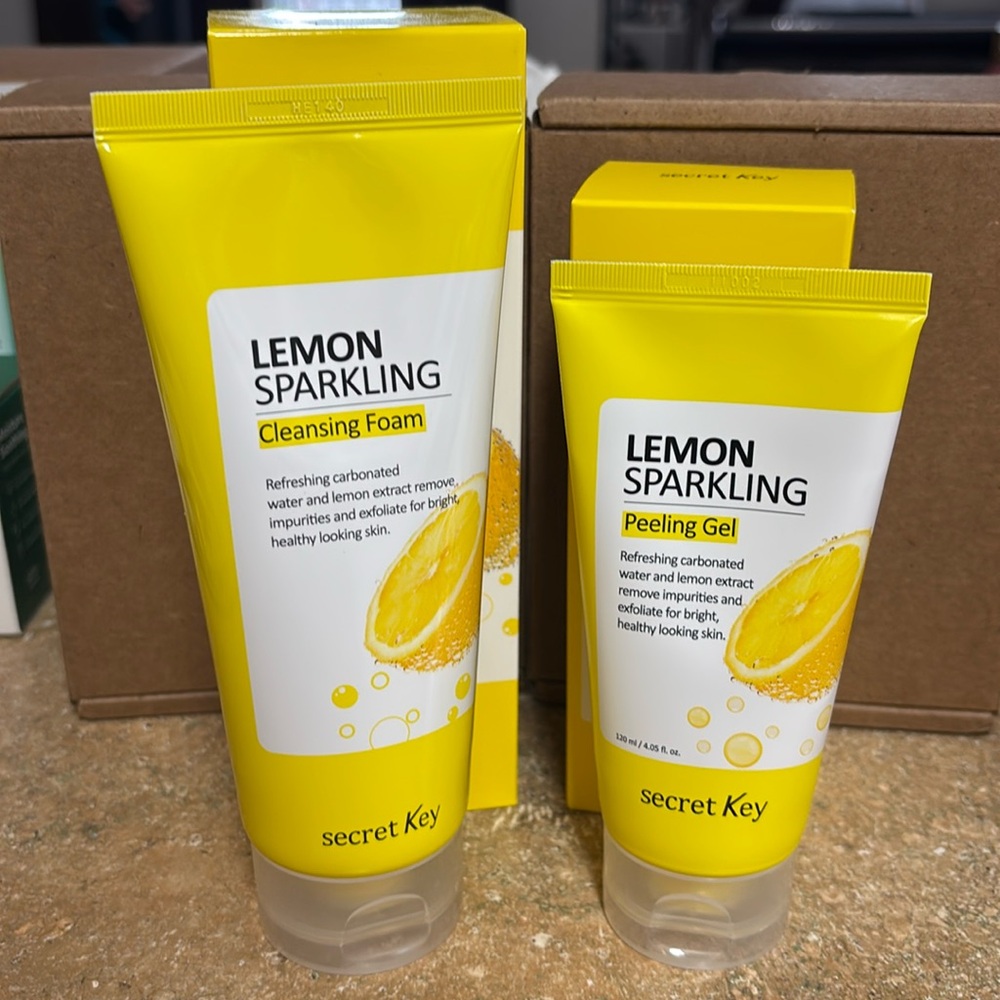 HS140
LEMON
SPARKLING
Cleansing Foam
Refreshing carbonated
water and lemon extract remove
impurities and exfoliate for bright,
healthy looking skin.
secret Key
secret Key
LEMON
SPARKLING
Peeling Gel
Refreshing carbonated
water and lemon extract
remove impurities and
exfoliate for bright,
healthy looking skin.
120 ml / 4.05 fl. oz.
secret Key